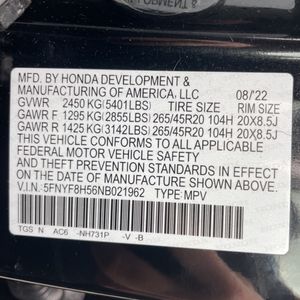 MFD. BY HONDA DEVELOPMENT &
MANUFACTURING OF AMERICA, LLC 08/22
GVWR 2450 KG (5401LBS) TIRE SIZE RIM SIZE
GAWR F 1295 KG (2855LBS) 265/45R20 104H 20X8.5J
GAWR R 1425 KG (3142LBS) 265/45R20 104H 20X8.5J
THIS VEHICLE CONFORMS TO ALL APPLICABLE
FEDERAL MOTOR VEHICLE SAFETY STANDARDS IN EFFECT
ON THE DATE OF MANUFACTURE SHOWN ABOVE.
V.I.N. 5FNYF8H56NB021962 TYPE MPV
TGS N AC6 -NH731P -V -B